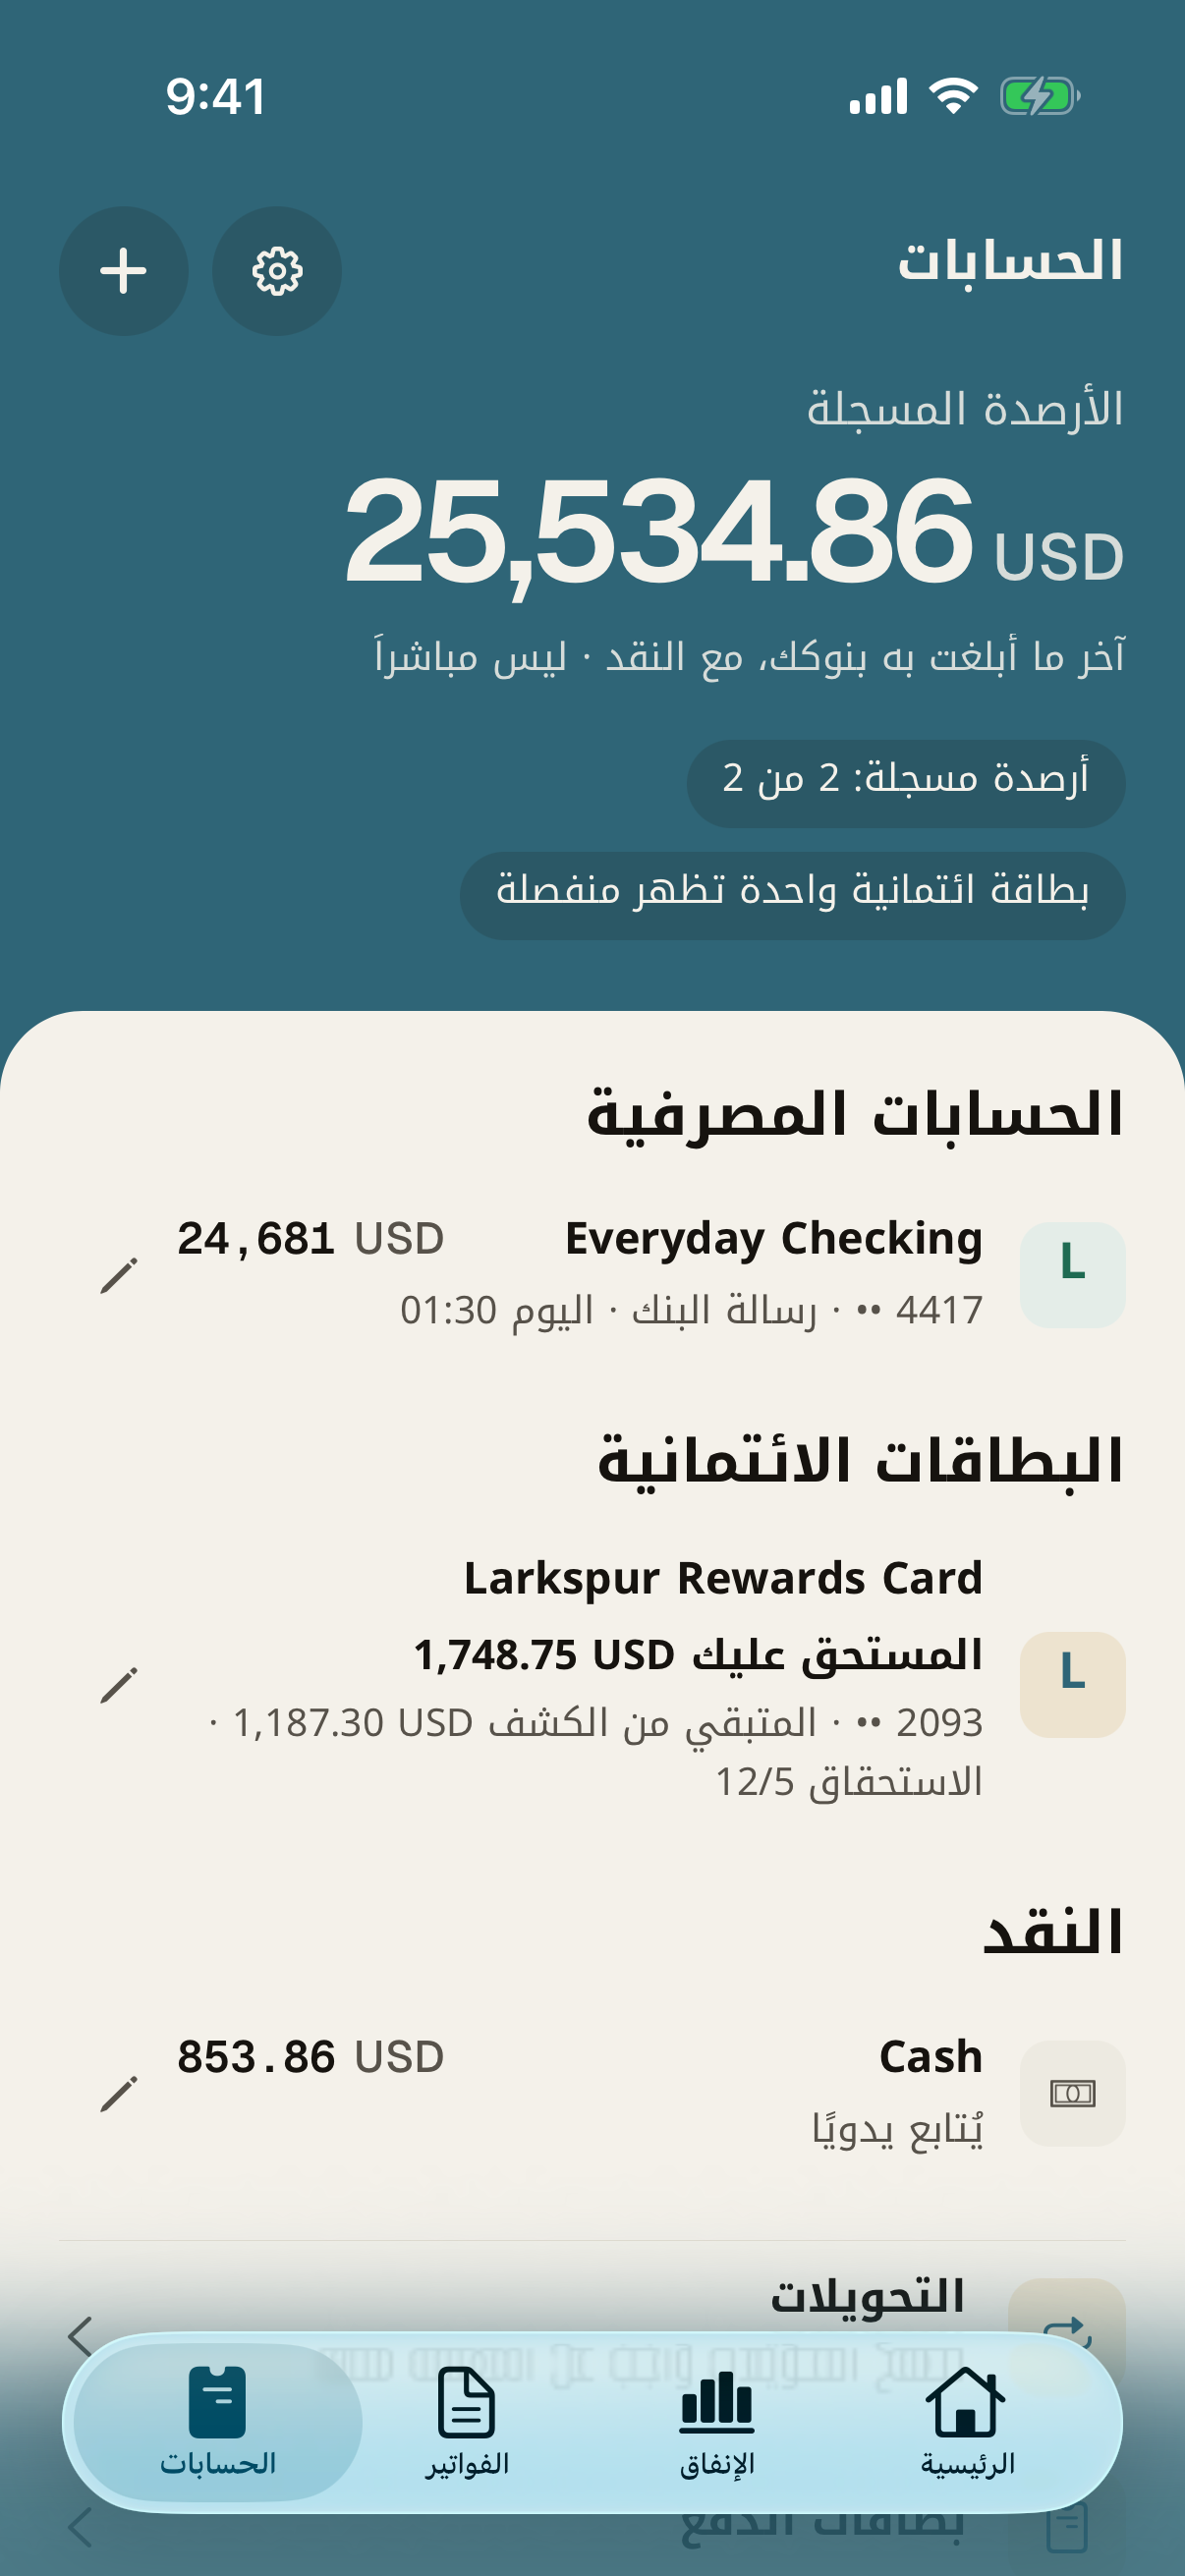 9:41
الحسابات
الأرصدة المسجلة
25,534.86 USD
آخر ما أبلغت به بنوكك، مع النقد · ليس مباشراً
أرصدة مسجلة: 2 من 2
بطاقة ائتمانية واحدة تظهر منفصلة
الحسابات المصرفية
L
Everyday Checking
24,681 USD
4417 •• · رسالة البنك · اليوم 01:30
البطاقات الائتمانية
Larkspur Rewards Card
L
المستحق عليك 1,748.75 USD
2093 •• · المتبقي من الكشف 1,187.30 USD ·
الاستحقاق 12/5
النقد
Cash
853.86 USD
يُتابع يدويًا
التحويلات
الرئيسية
الإنفاق
الفواتير
الحسابات
بطاقات الدفع